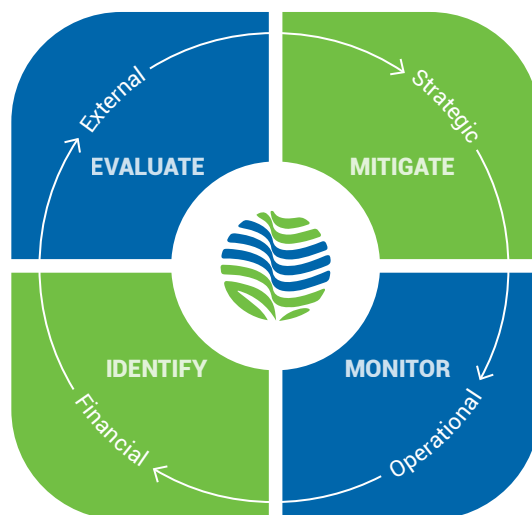 External
Strategic
EVALUATE
MITIGATE
IDENTIFY
MONITOR
Financial
Operational